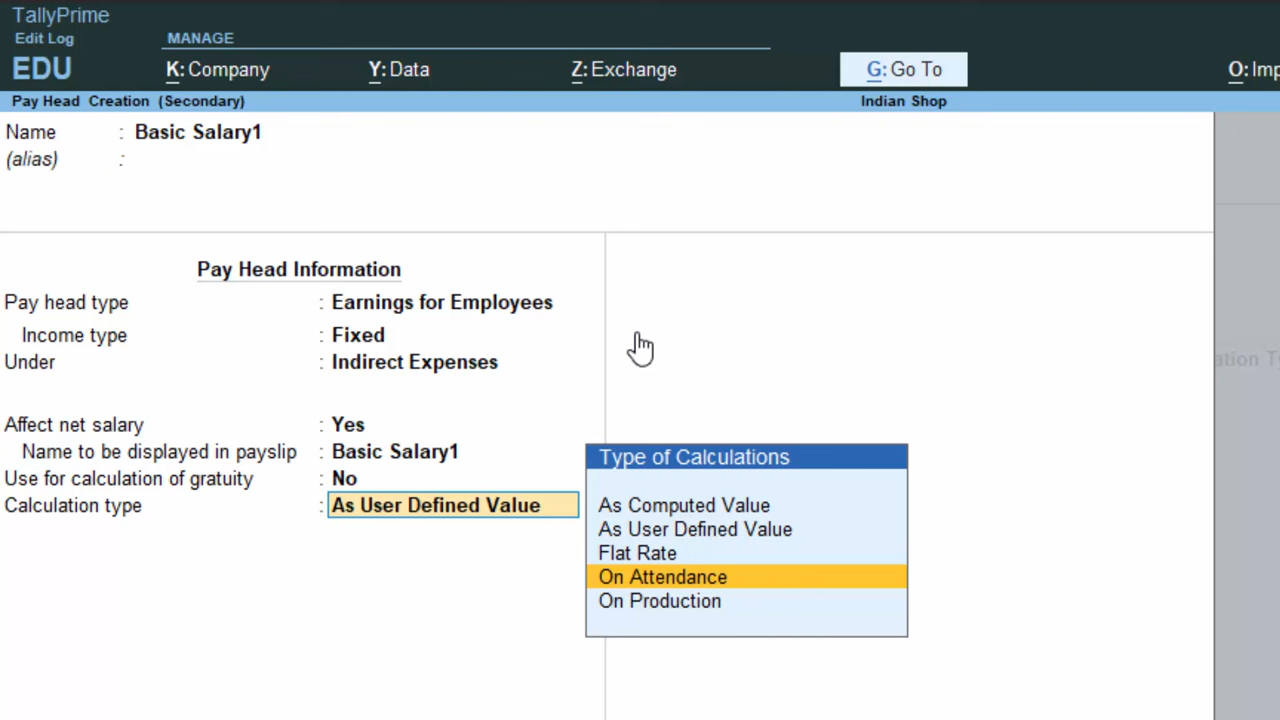 TallyPrime
Edit Log
MANAGE
EDU
K: Company
Y: Data
Z: Exchange
G: Go To
O: Imp
Pay Head Creation (Secondary)
Indian Shop
Name : Basic Salary1
(alias) :
Pay Head Information
Pay head type : Earnings for Employees
Income type : Fixed
Under : Indirect Expenses
Affect net salary : Yes
Name to be displayed in payslip : Basic Salary1
Use for calculation of gratuity : No
Calculation type : As User Defined Value
Type of Calculations
As Computed Value
As User Defined Value
Flat Rate
On Attendance
On Production
ation Ty